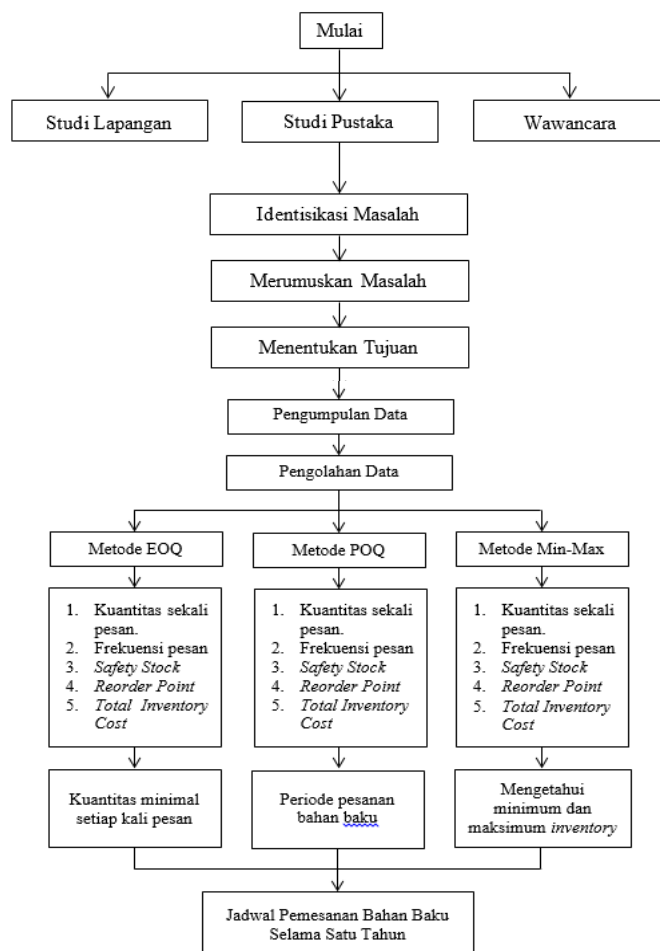 Mulai
Studi Lapangan
Studi Pustaka
Wawancara
Identisikasi Masalah
Merumuskan Masalah
Menentukan Tujuan
Pengumpulan Data
Pengolahan Data
Metode EOQ
Metode POQ
Metode Min-Max
1. Kuantitas sekali
pesan.
2. Frekuensi pesan
3. Safety Stock
4. Reorder Point
5. Total Inventory
Cost
1. Kuantitas sekali
pesan.
2. Frekuensi pesan
3. Safety Stock
4. Reorder Point
5. Total Inventory
Cost
1. Kuantitas sekali
pesan.
2. Frekuensi pesan
3. Safety Stock
4. Reorder Point
5. Total Inventory
Cost
Kuantitas minimal
setiap kali pesan
Periode pesanan
bahan baku
Mengetahui
minimum dan
maksimum inventory
Jadwal Pemesanan Bahan Baku
Selama Satu Tahun